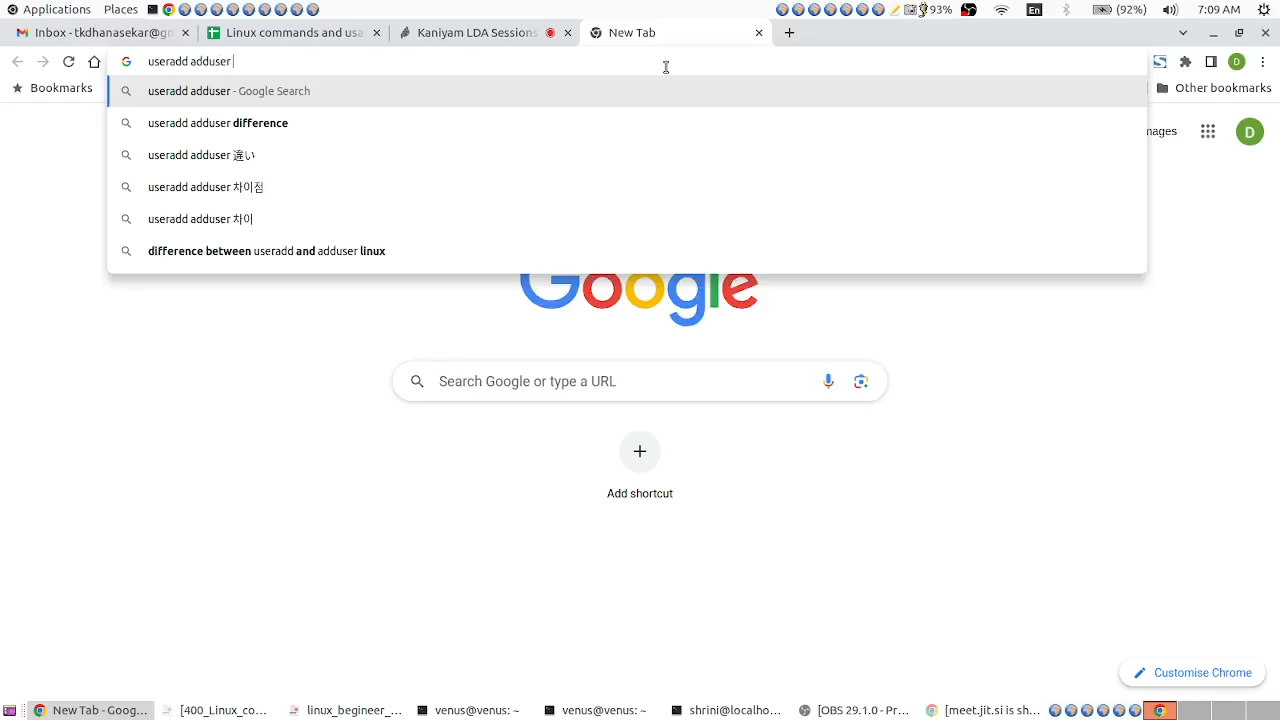 Applications Places 93% En (92%) 7:09 AM
Inbox - tkdhanasekar@gn Linux commands and usa Kaniyam LDA Sessions New Tab
useradd adduser D
useradd adduser - Google Search Bookmarks Other bookmarks
useradd adduser difference mages D
useradd adduser 違い
useradd adduser 차이점
useradd adduser 차이
difference between useradd and adduser linux
Google
Search Google or type a URL
Add shortcut
Customise Chrome
New Tab - Goog... [400_Linux_co... linux_begineer_... venus@venus: ~ venus@venus: ~ shrini@localho... [OBS 29.1.0 - Pr... [meet.jit.si is sh...